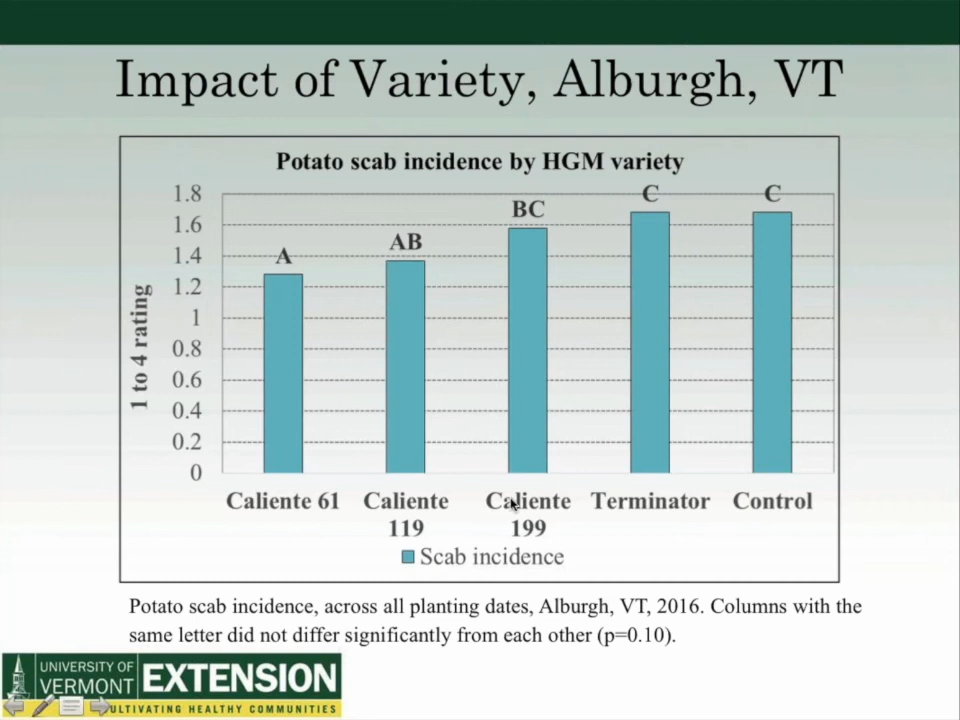 Impact of Variety, Alburgh, VT
Potato scab incidence by HGM variety
1.8
1.6
1.4
1.2
1
0.8
0.6
0.4
0.2
0
1 to 4 rating
A
AB
BC
C
C
Caliente 61
Caliente
119
Caliente
199
Terminator
Control
Scab incidence
Potato scab incidence, across all planting dates, Alburgh, VT, 2016. Columns with the
same letter did not differ significantly from each other (p=0.10).
UNIVERSITY OF
VERMONT
EXTENSION
ULTIVATING HEALTHY COMMUNITIES